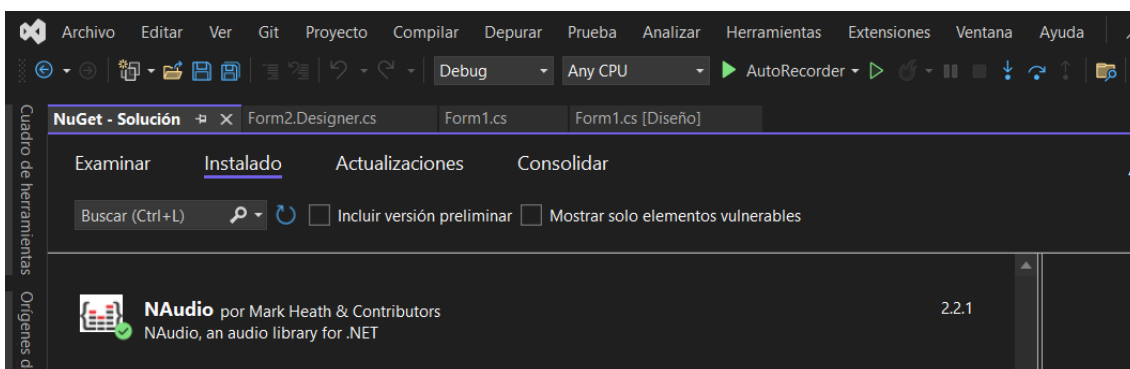 Archivo Editar Ver Git Proyecto Compilar Depurar Prueba Analizar Herramientas Extensiones Ventana Ayuda
Debug Any CPU AutoRecorder
NuGet - Solución Form2.Designer.cs Form1.cs Form1.cs [Diseño]
Cuadro de herramientas
Orígenes d
Examinar Instalado Actualizaciones Consolidar
Buscar (Ctrl+L) Incluir versión preliminar Mostrar solo elementos vulnerables
NAudio por Mark Heath & Contributors 2.2.1
NAudio, an audio library for .NET